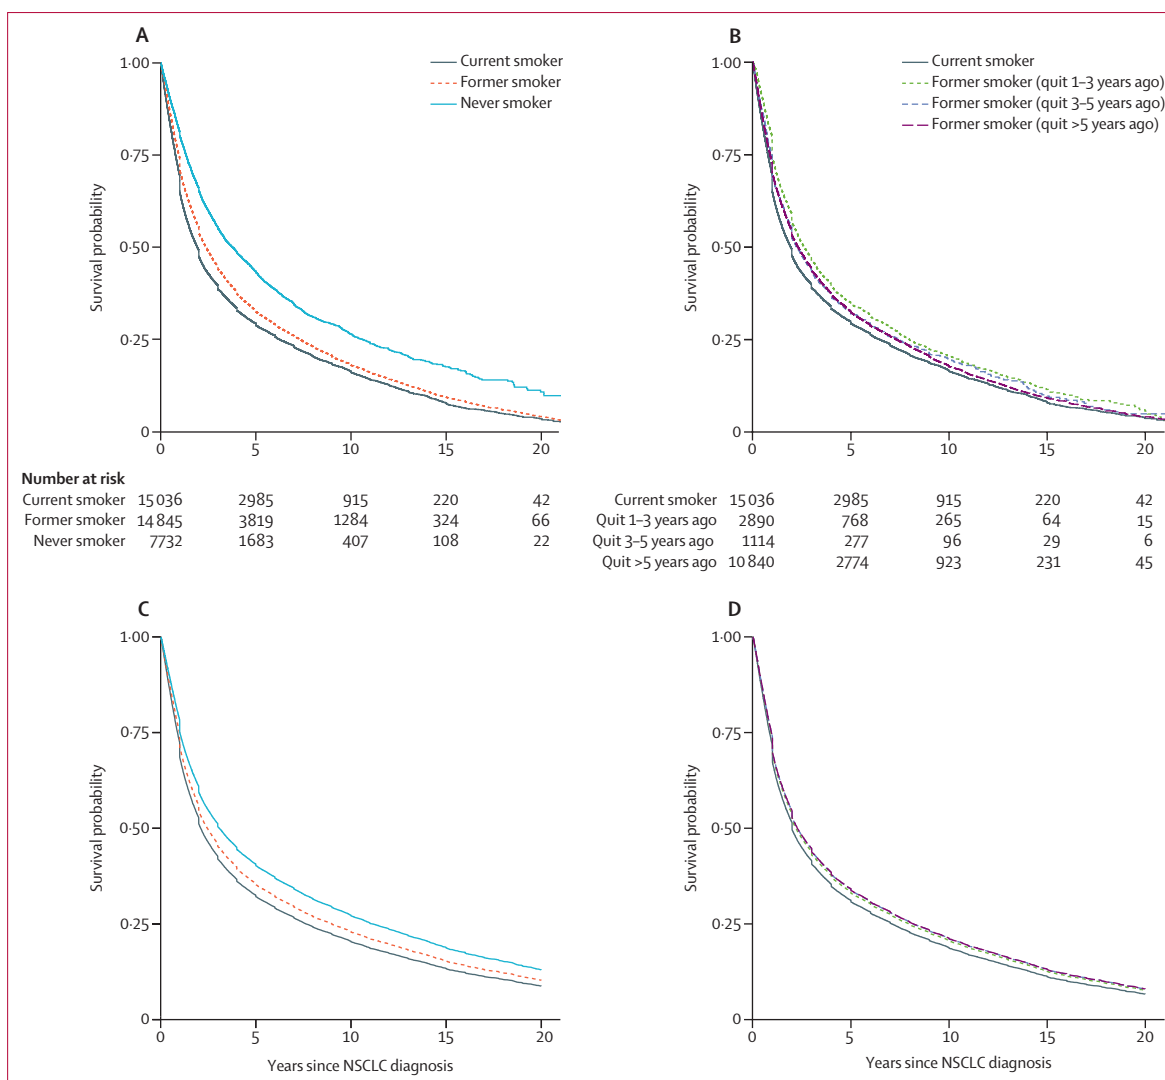 A
Current smoker
Former smoker
Never smoker
1·00
0·75
0·50
0·25
0
Survival probability
0 5 10 15 20
B
Current smoker
Former smoker (quit 1–3 years ago)
Former smoker (quit 3–5 years ago)
Former smoker (quit >5 years ago)
1·00
0·75
0·50
0·25
0
Survival probability
0 5 10 15 20
Number at risk
Current smoker 15 036 2985 915 220 42
Former smoker 14 845 3819 1284 324 66
Never smoker 7732 1683 407 108 22
Current smoker 15 036 2985 915 220 42
Quit 1–3 years ago 2890 768 265 64 15
Quit 3–5 years ago 1114 277 96 29 6
Quit >5 years ago 10 840 2774 923 231 45
C
1·00
0·75
0·50
0·25
0
Survival probability
0 5 10 15 20
Years since NSCLC diagnosis
D
1·00
0·75
0·50
0·25
0
Survival probability
0 5 10 15 20
Years since NSCLC diagnosis